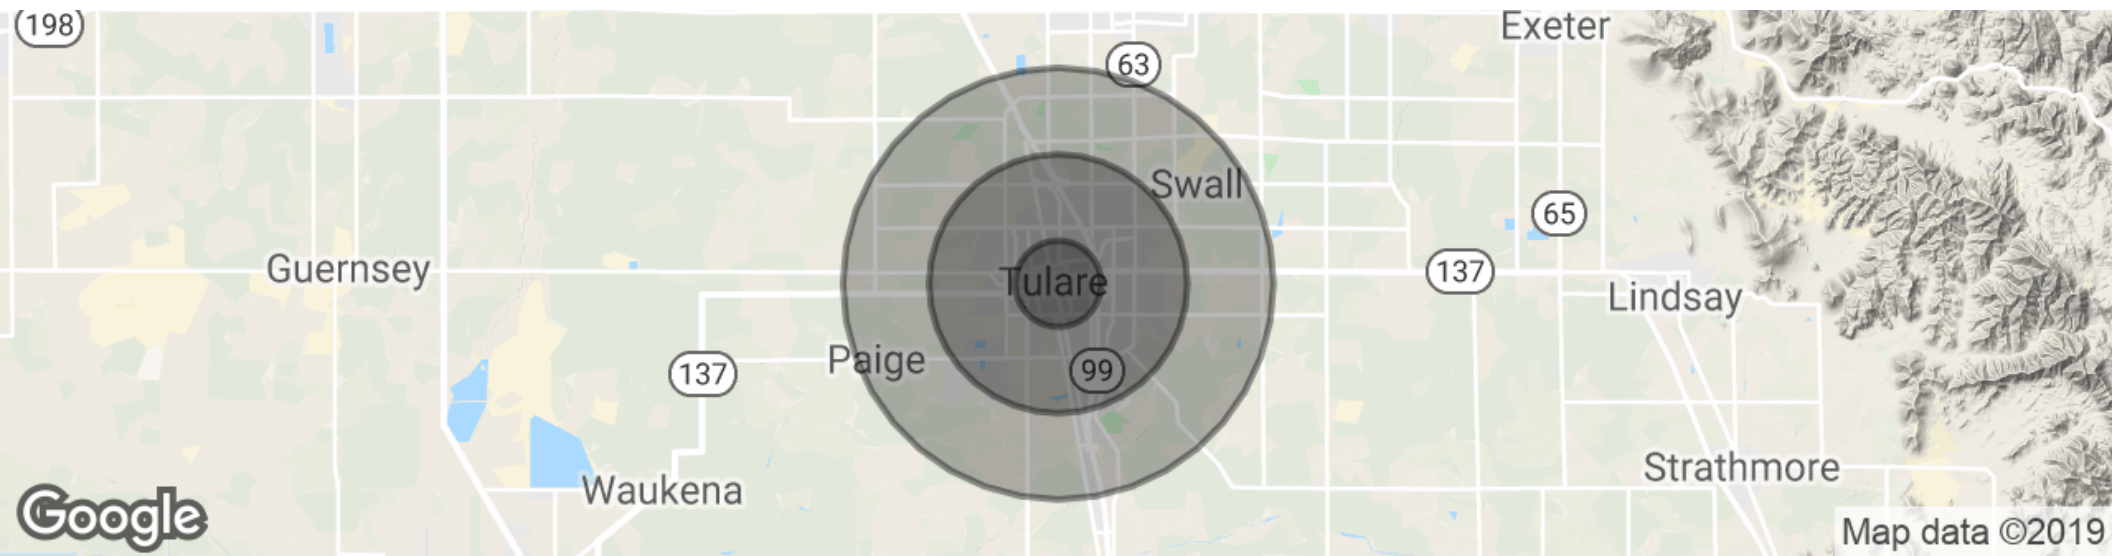 198
Exeter
63
Swall
65
Guernsey
137
Tulare
Lindsay
Paige
137
99
Strathmore
Waukena
Google
Map data ©2019